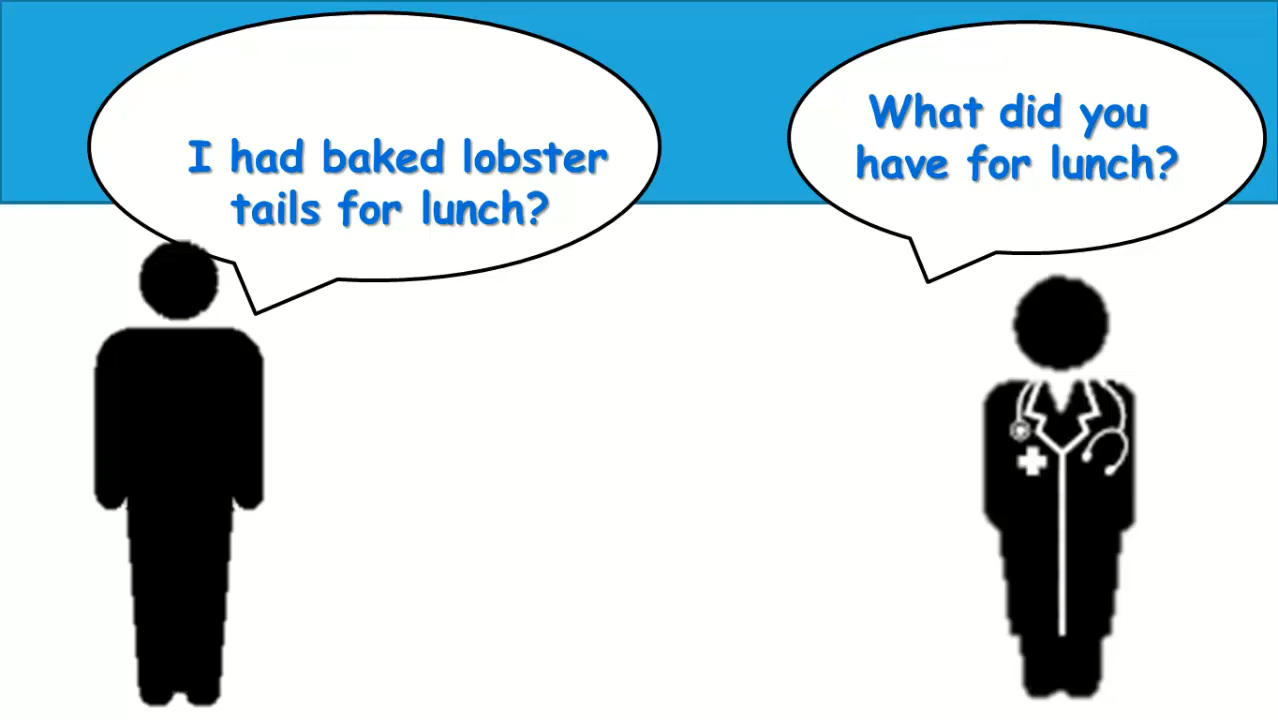 I had baked lobster
tails for lunch?
What did you
have for lunch?